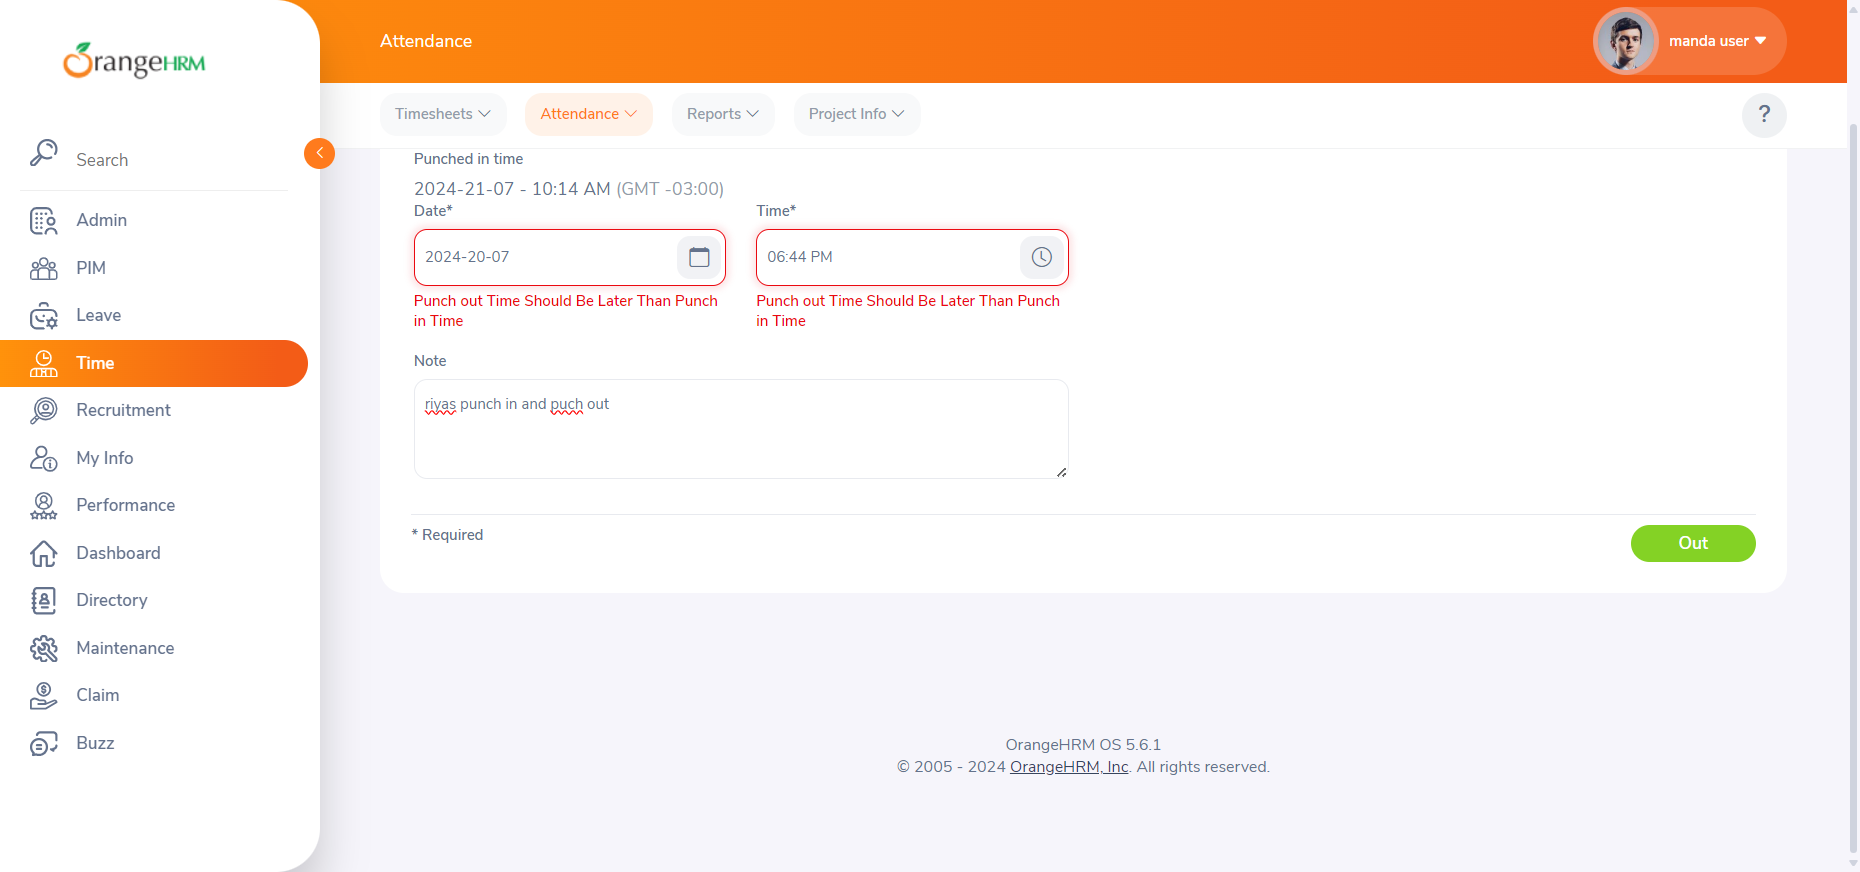 OrangeHRM
Attendance
manda user
Timesheets
Attendance
Reports
Project Info
?
Search
Admin
PIM
Leave
Time
Recruitment
My Info
Performance
Dashboard
Directory
Maintenance
Claim
Buzz
Punched in time
2024-21-07 - 10:14 AM (GMT -03:00)
Date*
Time*
2024-20-07
06:44 PM
Punch out Time Should Be Later Than Punch
in Time
Punch out Time Should Be Later Than Punch
in Time
Note
riyas punch in and puch out
* Required
Out
OrangeHRM OS 5.6.1
© 2005 - 2024 OrangeHRM, Inc. All rights reserved.